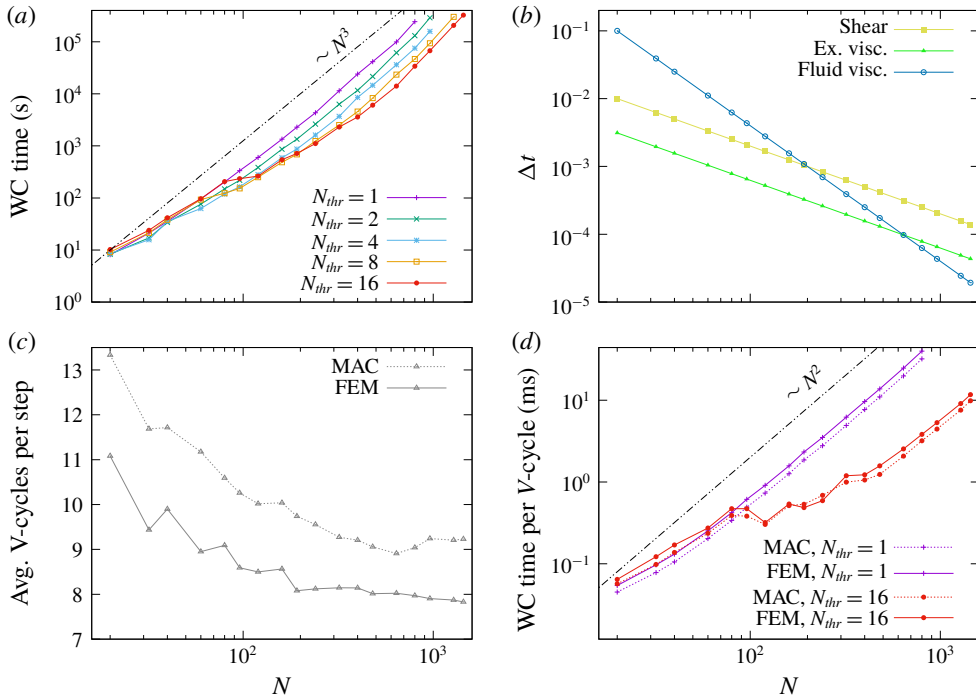 (a)
WC time (s)
10^5
10^4
10^3
10^2
10^1
10^0
∼ N^3
N_thr = 1
N_thr = 2
N_thr = 4
N_thr = 8
N_thr = 16
(b)
Δt
10^−1
10^−2
10^−3
10^−4
10^−5
Shear
Ex. visc.
Fluid visc.
(c)
Avg. V-cycles per step
13
12
11
10
9
8
7
MAC
FEM
10^2
10^3
N
(d)
WC time per V-cycle (ms)
10^1
10^0
10^−1
∼ N^2
MAC, N_thr = 1
FEM, N_thr = 1
MAC, N_thr = 16
FEM, N_thr = 16
10^2
10^3
N